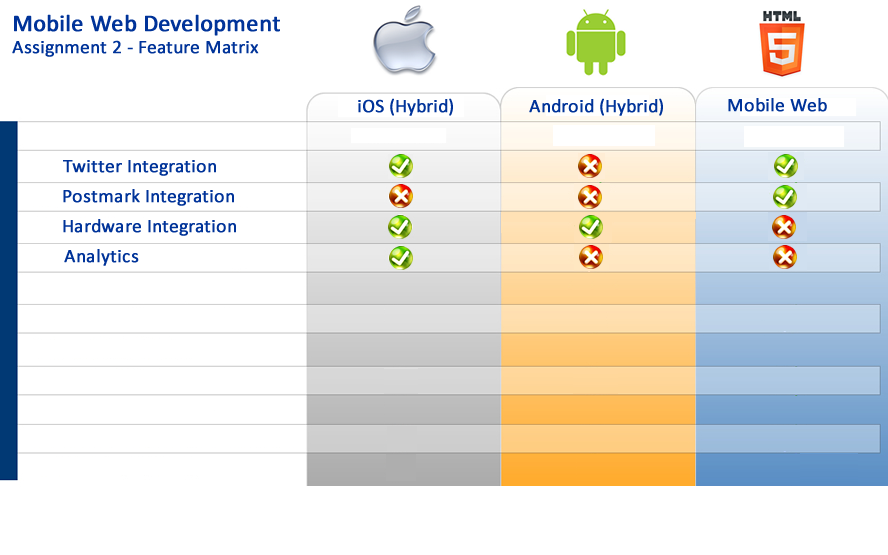 Mobile Web Development
Assignment 2 - Feature Matrix
HTML
5
iOS (Hybrid)
Android (Hybrid)
Mobile Web
Twitter Integration
Postmark Integration
Hardware Integration
Analytics